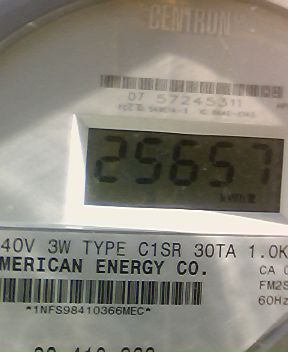 CENTRON
07 57245311
25657
kWh
40V 3W TYPE C1SR 30TA 1.0K
MERICAN ENERGY CO.
CA 0
FM2S
60Hz
*1NFS98410366MEC*